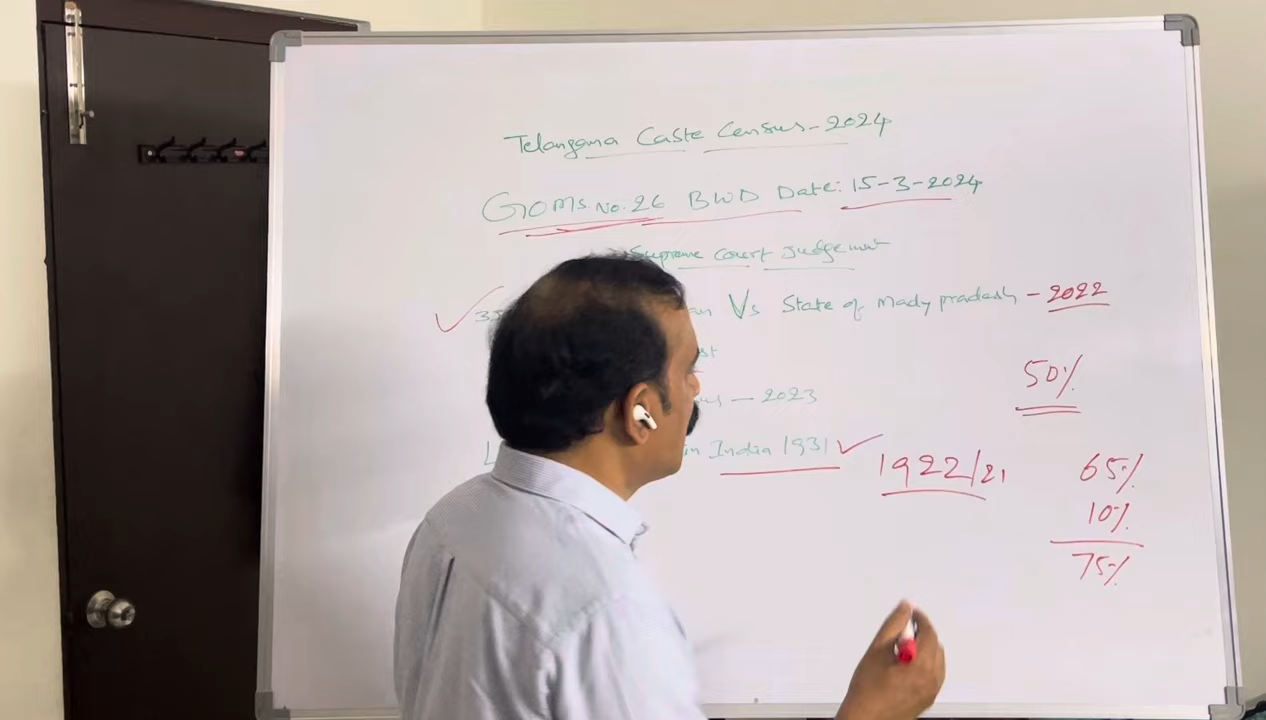 Telangana Caste Census-2024
GOMs.No.26 BWD Date: 15-3-2024
Supreme Court Judgement
Vs State of Mady pradesh - 2022
50%
- 2023
in India 1931
1922/21
65%
10%
75%